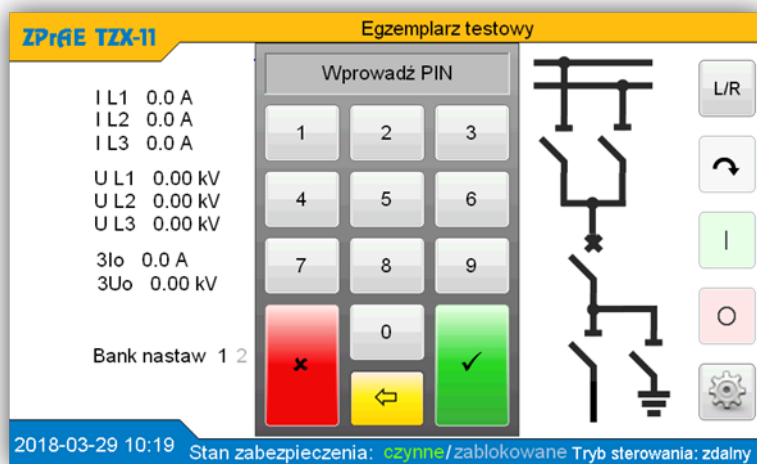 ZPrAE TZX-11
Egzemplarz testowy
I L1 0.0 A
I L2 0.0 A
I L3 0.0 A
U L1 0.00 kV
U L2 0.00 kV
U L3 0.00 kV
3Io 0.0 A
3Uo 0.00 kV
Bank nastaw 1 2
Wprowadź PIN
1 2 3
4 5 6
7 8 9
0
L/R
I
O
2018-03-29 10:19
Stan zabezpieczenia: czynne/zablokowane
Tryb sterowania: zdalny